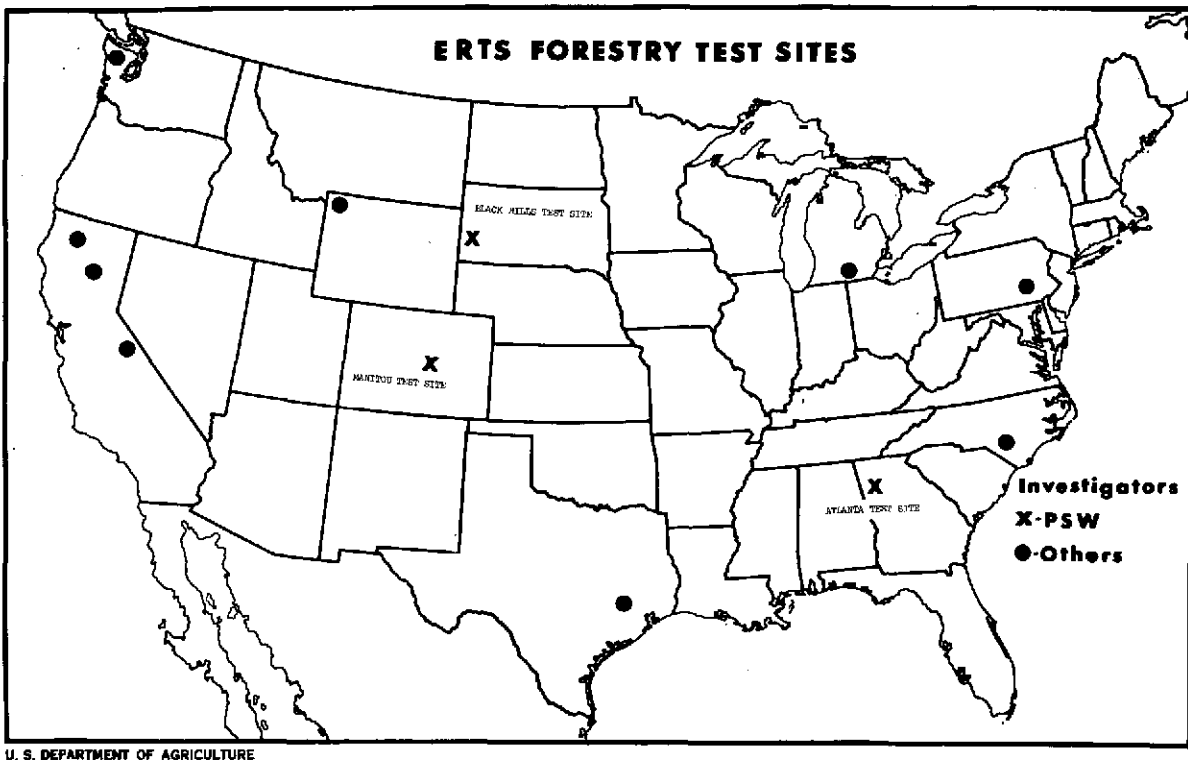 ERTS FORESTRY TEST SITES
BLACK HILLS TEST SITE
X
MANITOU TEST SITE
X
X
ATLANTA TEST SITE
Investigators
X-PSW
●-Others
U. S. DEPARTMENT OF AGRICULTURE